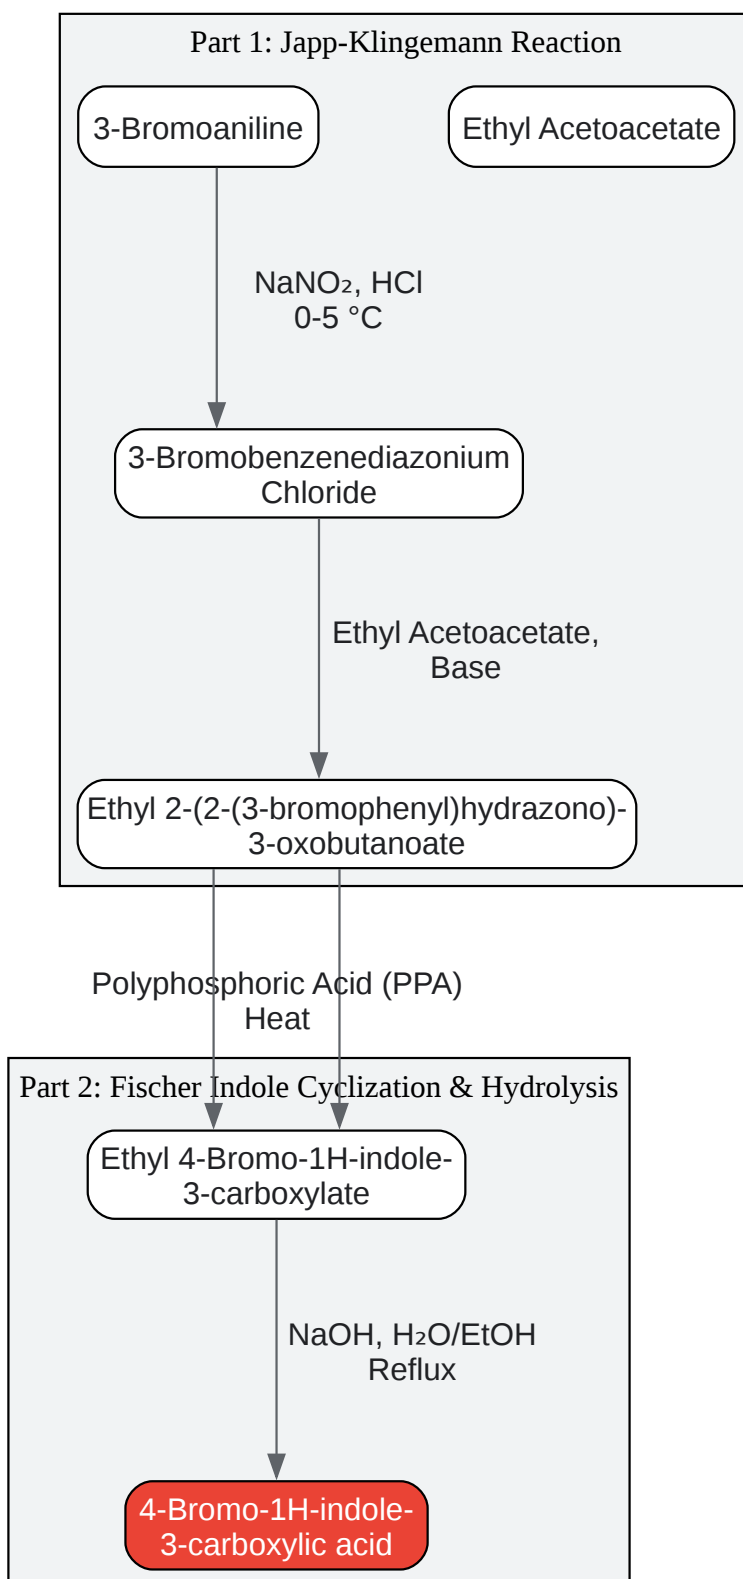 Part 1: Japp-Klingemann Reaction
3-Bromoaniline
Ethyl Acetoacetate
NaNO₂, HCl
0-5 °C
3-Bromobenzenediazonium
Chloride
Ethyl Acetoacetate,
Base
Ethyl 2-(2-(3-bromophenyl)hydrazono)-
3-oxobutanoate
Polyphosphoric Acid (PPA)
Heat
Part 2: Fischer Indole Cyclization & Hydrolysis
Ethyl 4-Bromo-1H-indole-
3-carboxylate
NaOH, H₂O/EtOH
Reflux
4-Bromo-1H-indole-
3-carboxylic acid